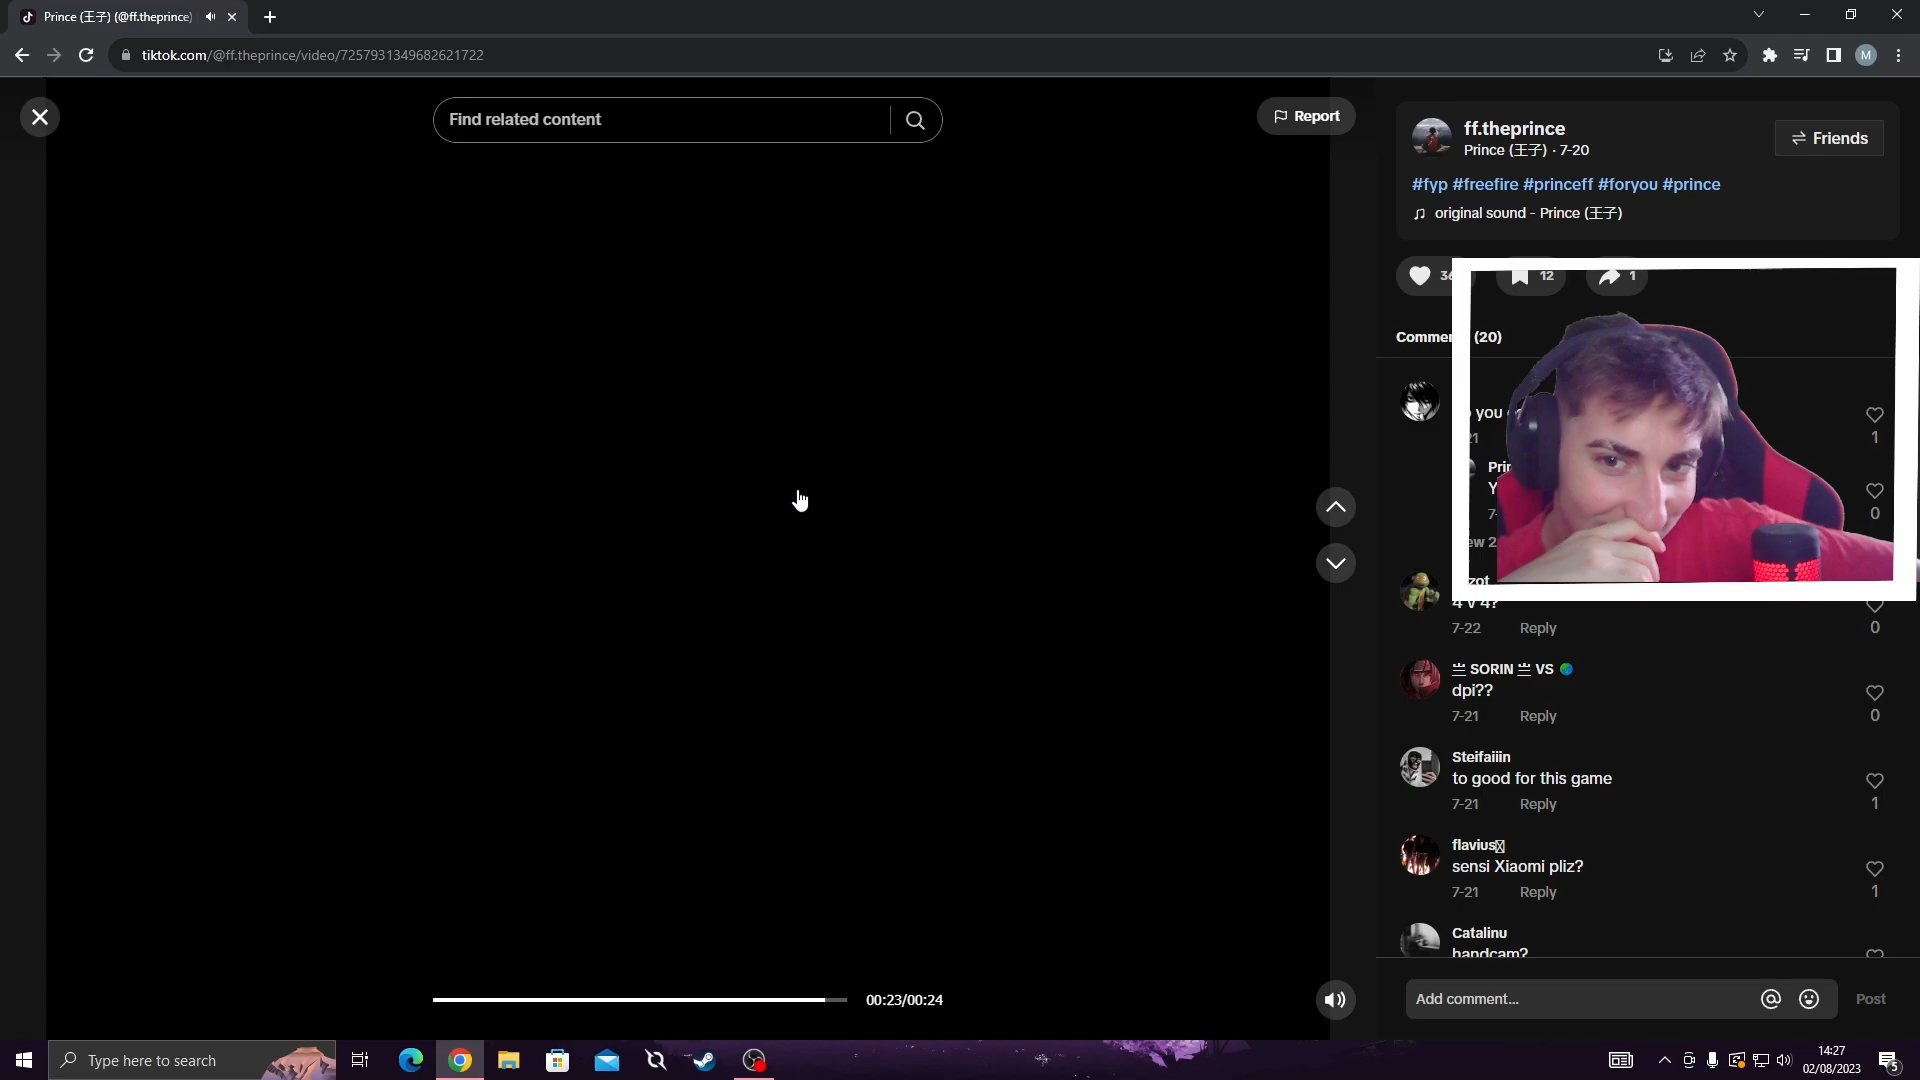 Prince (王子) (@ff.theprince)
tiktok.com/@ff.theprince/video/7257931349682621722
M
Find related content
Report
ff.theprince
Prince (王子) · 7-20
Friends
#fyp #freefire #princeff #foryou #prince
original sound - Prince (王子)
12
1
(20)
you
1
0
4 v 4?
7-22 Reply
0
SORIN 亗 VS
dpi??
7-21 Reply
0
Steifaiiin
to good for this game
7-21 Reply
1
flavius
sensi Xiaomi pliz?
7-21 Reply
1
Catalinu
handcam?
00:23/00:24
Add comment...
Post
Type here to search
14:27
02/08/2023
5